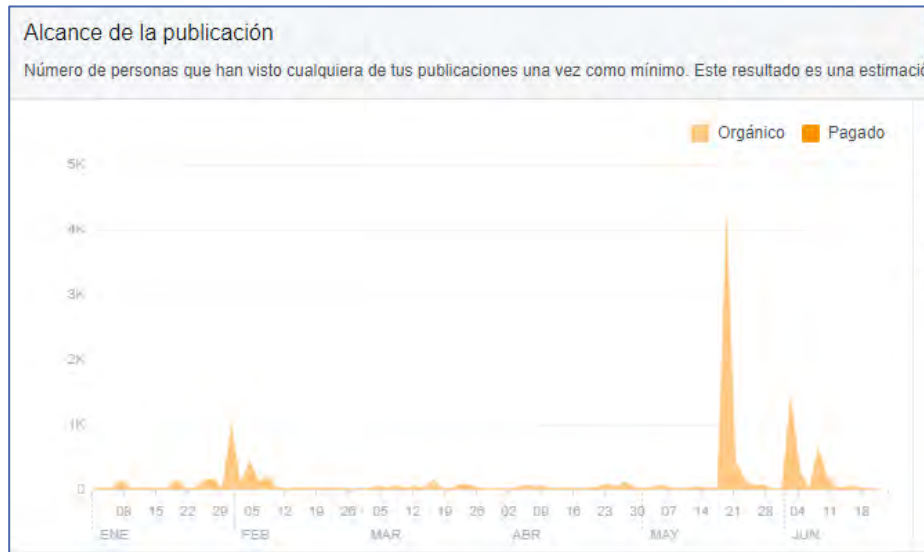 Alcance de la publicación
Número de personas que han visto cualquiera de tus publicaciones una vez como mínimo. Este resultado es una estimació
Orgánico Pagado
5K
4K
3K
2K
1K
0
08 15 22 29 05 12 19 26 05 12 19 26 02 09 16 23 30 07 14 21 28 04 11 18
ENE FEB MAR ABR MAY JUN